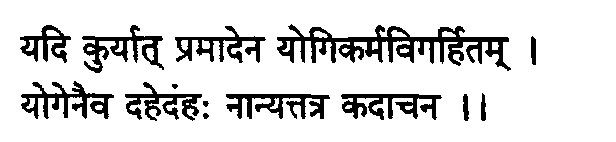 यदि कुर्यात् प्रमादेन योगिकर्मविगर्हितम् ।
योगेनैव दहेदंहः नान्यत्तत्र कदाचन ।।